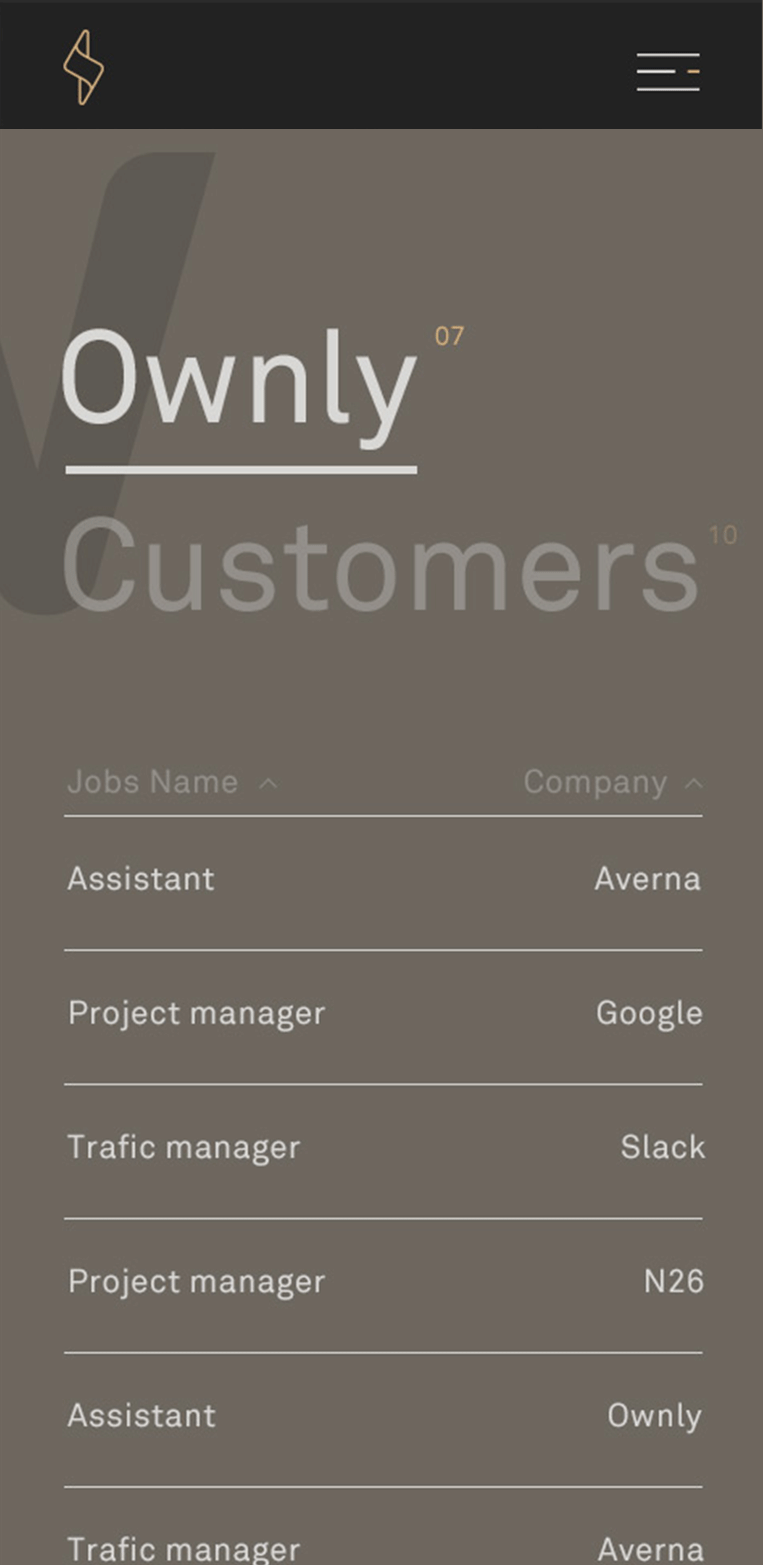 Ownly 07
Customers 10
Jobs Name Company
Assistant Averna
Project manager Google
Trafic manager Slack
Project manager N26
Assistant Ownly
Trafic manager Averna